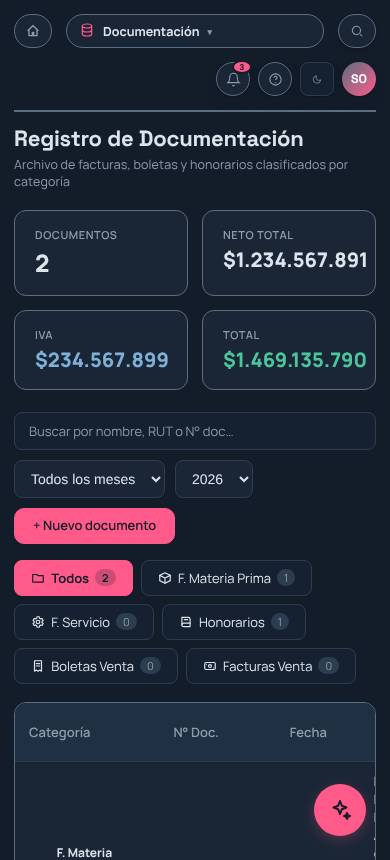 Documentación
3
SO
Registro de Documentación
Archivo de facturas, boletas y honorarios clasificados por
categoría
DOCUMENTOS
2
NETO TOTAL
$1.234.567.891
IVA
$234.567.899
TOTAL
$1.469.135.790
Buscar por nombre, RUT o N° doc...
Todos los meses
2026
+ Nuevo documento
Todos 2
F. Materia Prima 1
F. Servicio 0
Honorarios 1
Boletas Venta 0
Facturas Venta 0
Categoría N° Doc. Fecha
F. Materia